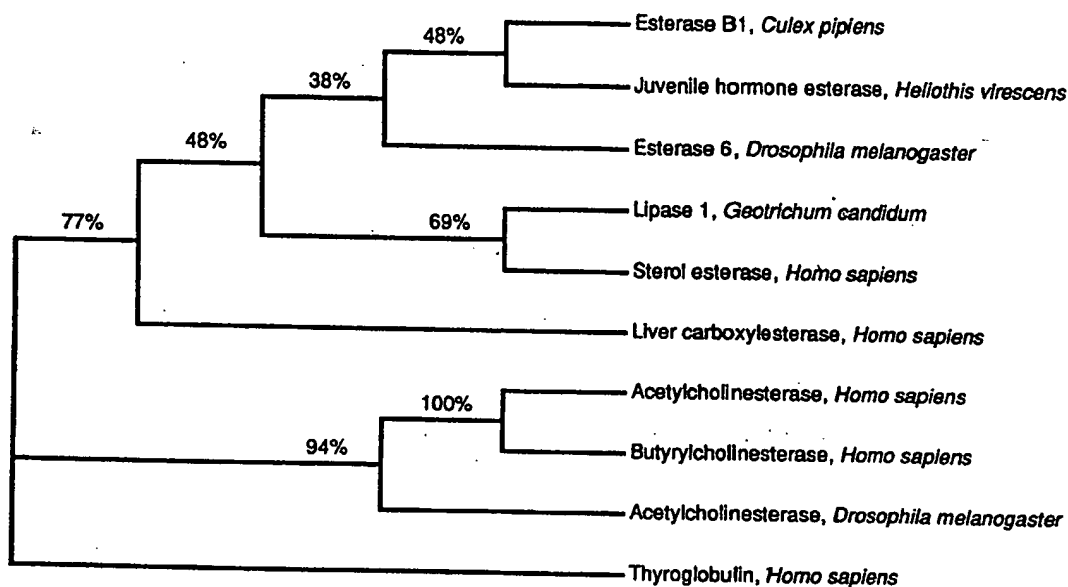 48%
Esterase B1, Culex pipiens
38%
Juvenile hormone esterase, Heliothis virescens
48%
Esterase 6, Drosophila melanogaster
77%
69%
Lipase 1, Geotrichum candidum
Sterol esterase, Homo sapiens
Liver carboxylesterase, Homo sapiens
100%
Acetylcholinesterase, Homo sapiens
94%
Butyrylcholinesterase, Homo sapiens
Acetylcholinesterase, Drosophila melanogaster
Thyroglobulin, Homo sapiens